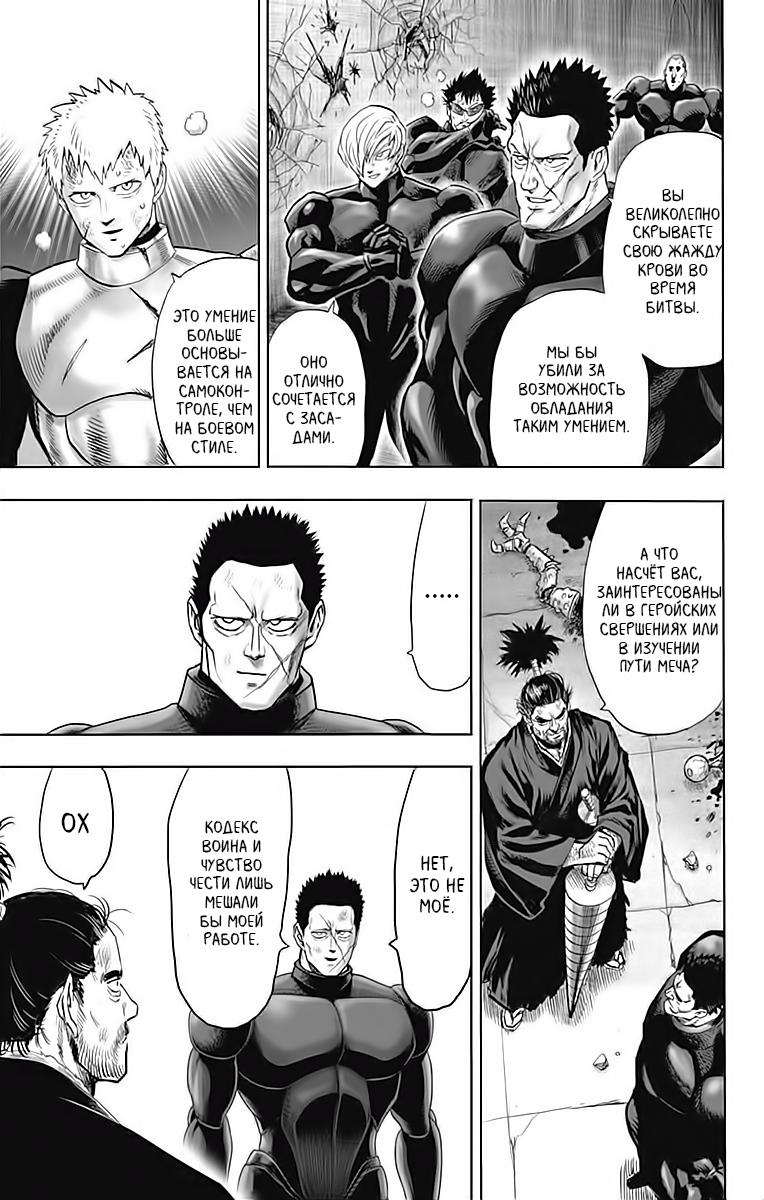 ВЫ
ВЕЛИКОЛЕПНО
СКРЫВАЕТЕ
СВОЮ ЖАЖДУ
КРОВИ ВО
ВРЕМЯ
БИТВЫ.
МЫ БЫ
УБИЛИ ЗА
ВОЗМОЖНОСТЬ
ОБЛАДАНИЯ
ТАКИМ УМЕНИЕМ.
ОНО
ОТЛИЧНО
СОЧЕТАЕТСЯ
С ЗАСА-
ДАМИ.
ЭТО УМЕНИЕ
БОЛЬШЕ
ОСНОВЫ-
ВАЕТСЯ НА
САМОКОН-
ТРОЛЕ, ЧЕМ
НА БОЕВОМ
СТИЛЕ.
А ЧТО
НАСЧЁТ ВАС,
ЗАИНТЕРЕСОВАНЫ
ЛИ В ГЕРОЙСКИХ
СВЕРШЕНИЯХ ИЛИ
В ИЗУЧЕНИИ
ПУТИ МЕЧА?
.....
НЕТ,
ЭТО НЕ
МОЁ.
КОДЕКС
ВОИНА И
ЧУВСТВО
ЧЕСТИ ЛИШЬ
МЕШАЛИ
БЫ МОЕЙ
РАБОТЕ.
ОХ